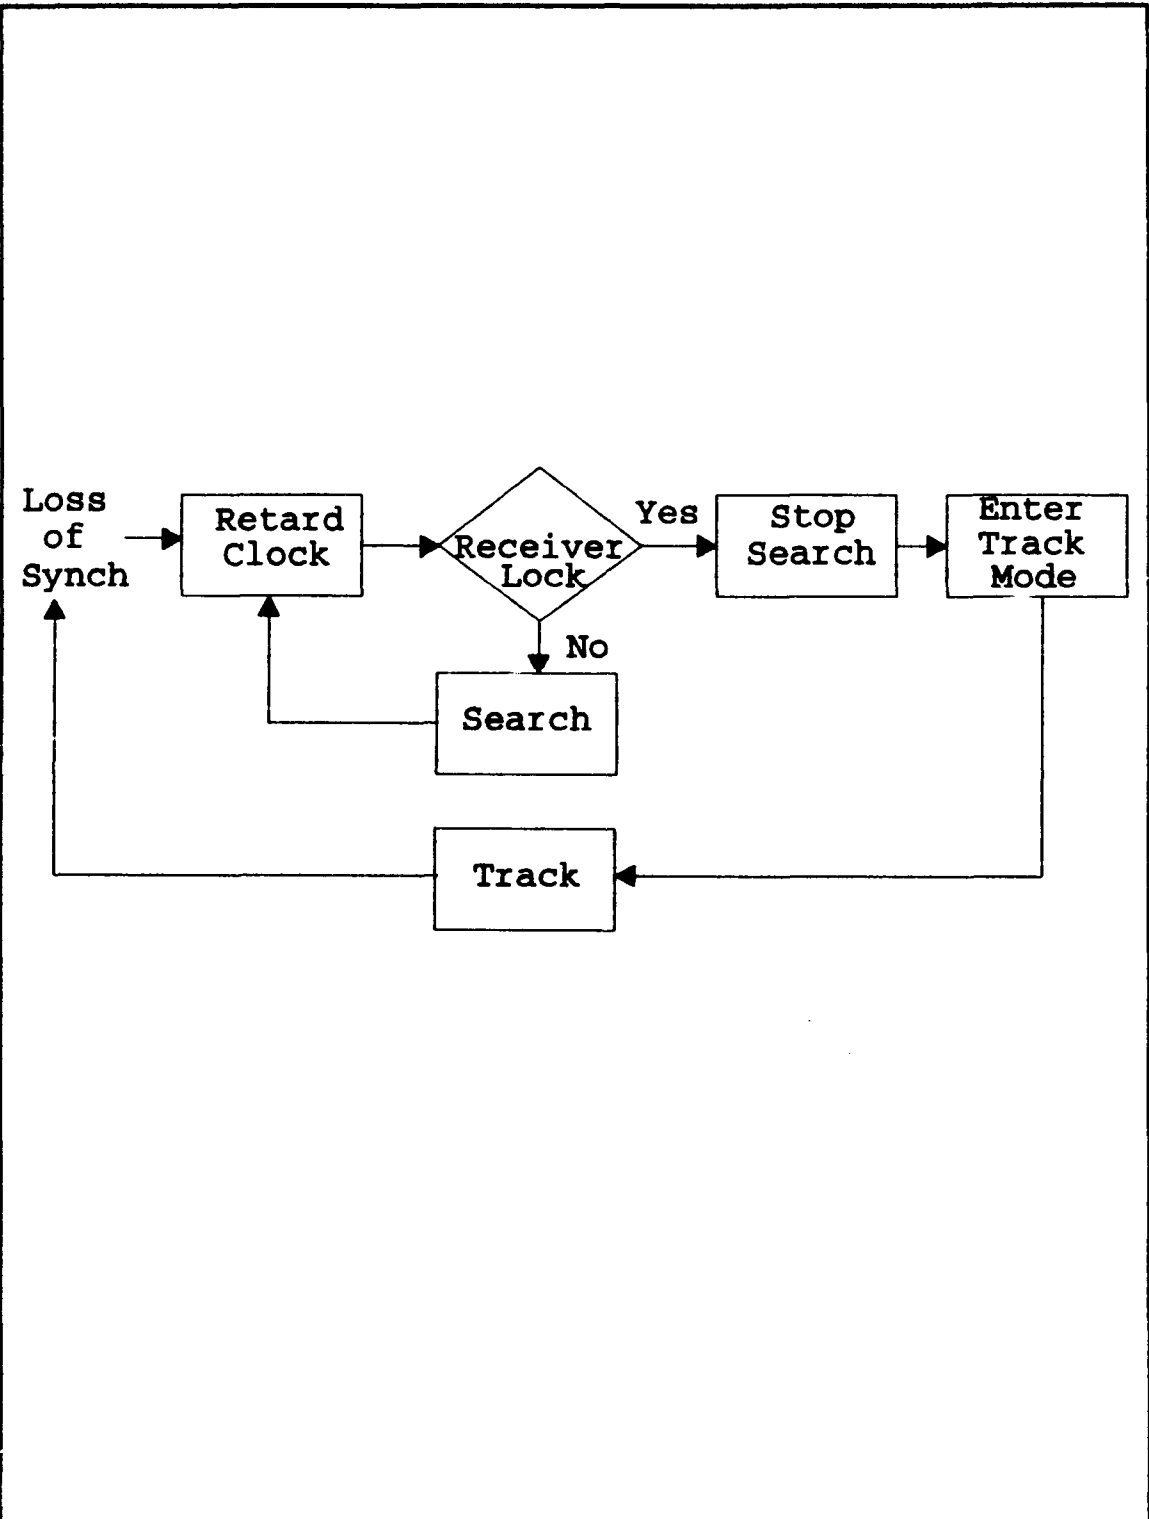 Loss
of
Synch
Retard
Clock
Receiver
Lock
Yes
Stop
Search
Enter
Track
Mode
No
Search
Track